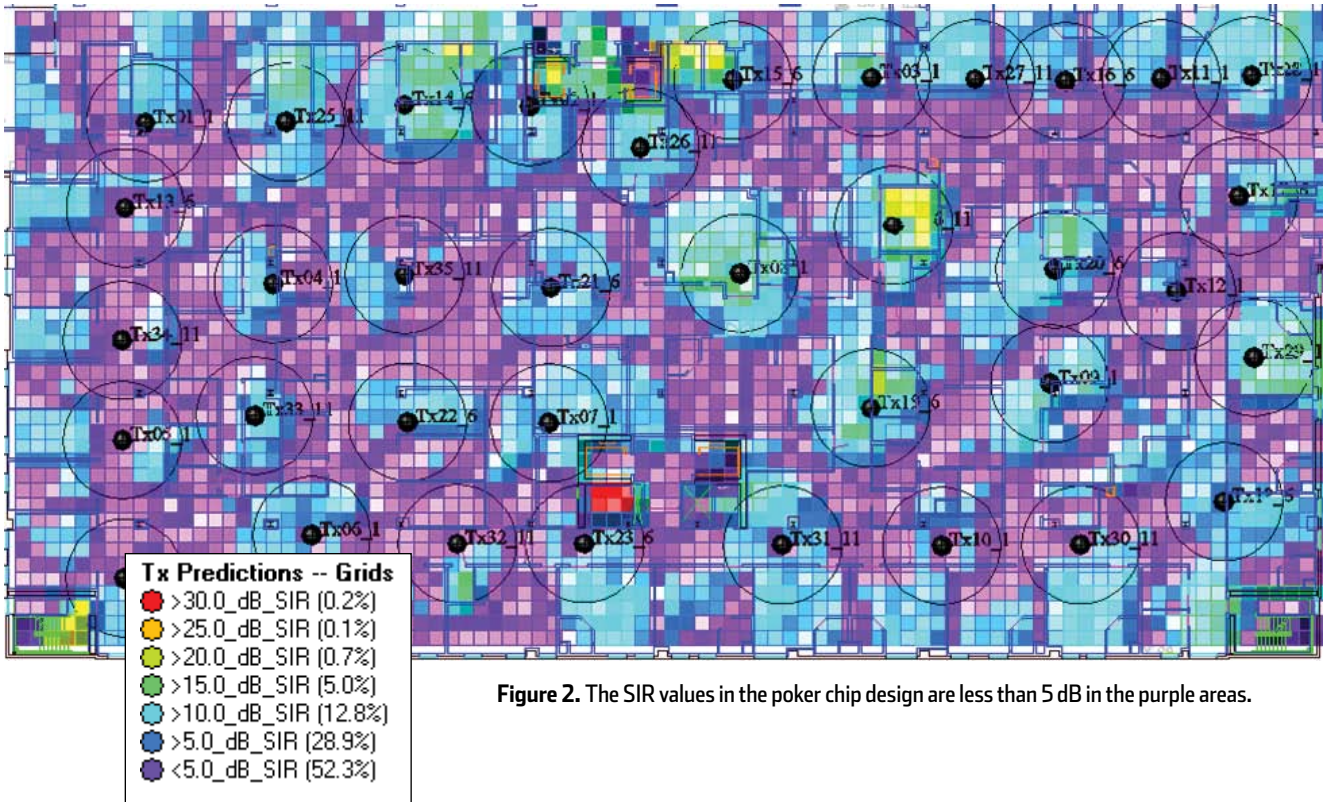 Tx15_6
Tx03_1
Tx27_11
Tx16_6
Tx11_1
Tx28_1
Tx14_6
Tx01_1
Tx25_11
Tx26_11
Tx13_6
Tx04_1
Tx35_11
Tx21_6
Tx20_6
Tx12_1
Tx34_11
Tx29_1
Tx09_1
Tx33_11
Tx22_6
Tx07_1
Tx06_1
Tx32_11
Tx23_6
Tx31_11
Tx10_1
Tx30_11
Tx Predictions -- Grids
>30.0_dB_SIR (0.2%)
>25.0_dB_SIR (0.1%)
>20.0_dB_SIR (0.7%)
>15.0_dB_SIR (5.0%)
>10.0_dB_SIR (12.8%)
>5.0_dB_SIR (28.9%)
<5.0_dB_SIR (52.3%)
Figure 2. The SIR values in the poker chip design are less than 5 dB in the purple areas.